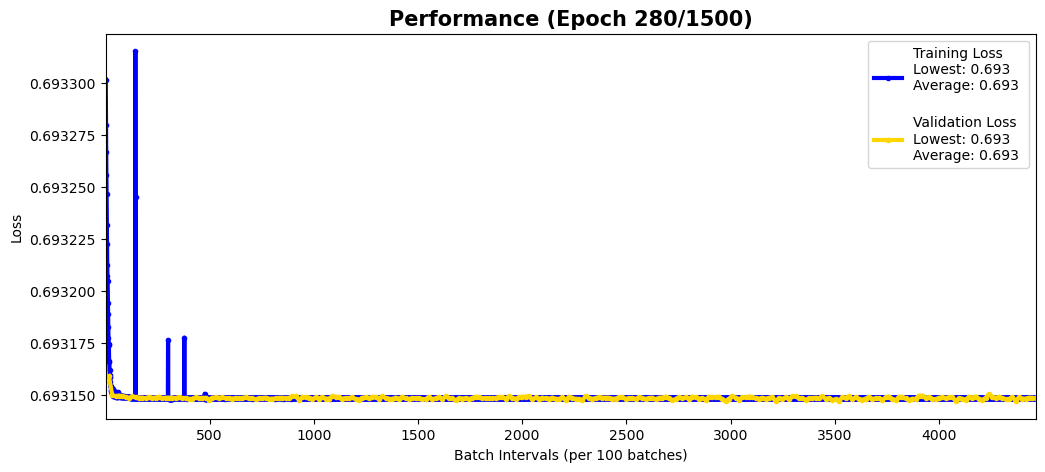 Performance (Epoch 280/1500)
Training Loss
Lowest: 0.693
Average: 0.693
Validation Loss
Lowest: 0.693
Average: 0.693
0.693300
0.693275
0.693250
0.693225
0.693200
0.693175
0.693150
Loss
500
1000
1500
2000
2500
3000
3500
4000
Batch Intervals (per 100 batches)